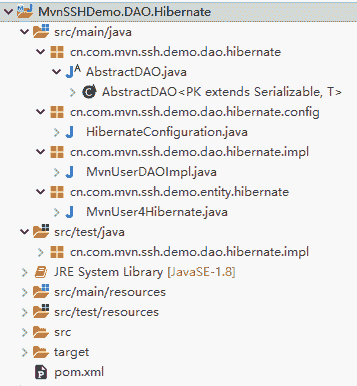 MvnSSHDemo.DAO.Hibernate
src/main/java
cn.com.mvn.ssh.demo.dao.hibernate
AbstractDAO.java
AbstractDAO<PK extends Serializable, T>
cn.com.mvn.ssh.demo.dao.hibernate.config
HibernateConfiguration.java
cn.com.mvn.ssh.demo.dao.hibernate.impl
MvnUserDAOImpl.java
cn.com.mvn.ssh.demo.entity.hibernate
MvnUser4Hibernate.java
src/test/java
cn.com.mvn.ssh.demo.dao.hibernate.impl
JRE System Library [JavaSE-1.8]
src/main/resources
src/test/resources
src
target
pom.xml